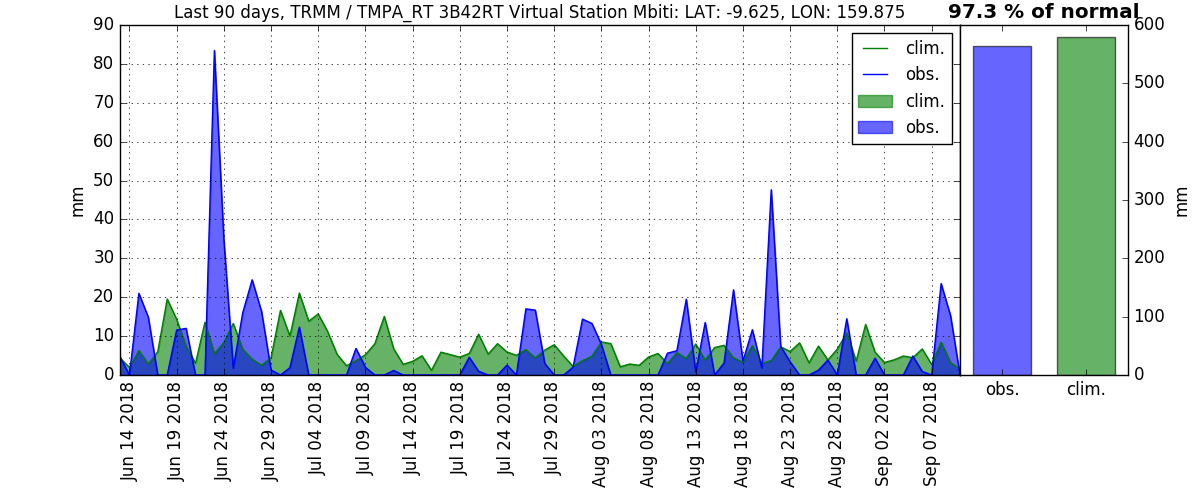 Last 90 days, TRMM / TMPA_RT 3B42RT Virtual Station Mbiti: LAT: -9.625, LON: 159.875
97.3 % of normal
90
80
70
60
50
40
30
20
10
0
mm
clim.
obs.
clim.
obs.
Jun 14 2018
Jun 19 2018
Jun 24 2018
Jun 29 2018
Jul 04 2018
Jul 09 2018
Jul 14 2018
Jul 19 2018
Jul 24 2018
Jul 29 2018
Aug 03 2018
Aug 08 2018
Aug 13 2018
Aug 18 2018
Aug 23 2018
Aug 28 2018
Sep 02 2018
Sep 07 2018
600
500
400
300
200
100
0
mm
obs.
clim.